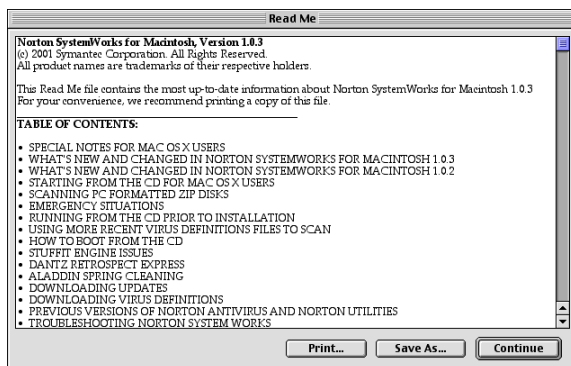 Read Me
Norton SystemWorks for Macintosh, Version 1.0.3
(c) 2001 Symantec Corporation. All Rights Reserved.
All product names are trademarks of their respective holders.
This Read Me file contains the most up-to-date information about Norton SystemWorks for Macintosh 1.0.3
For your convenience, we recommend printing a copy of this file.
TABLE OF CONTENTS:
• SPECIAL NOTES FOR MAC OS X USERS
• WHAT'S NEW AND CHANGED IN NORTON SYSTEMWORKS FOR MACINTOSH 1.0.3
• WHAT'S NEW AND CHANGED IN NORTON SYSTEMWORKS FOR MACINTOSH 1.0.2
• STARTING FROM THE CD FOR MAC OS X USERS
• SCANNING PC FORMATTED ZIP DISKS
• EMERGENCY SITUATIONS
• RUNNING FROM THE CD PRIOR TO INSTALLATION
• USING MORE RECENT VIRUS DEFINITIONS FILES TO SCAN
• HOW TO BOOT FROM THE CD
• STUFFIT ENGINE ISSUES
• DANTZ RETROSPECT EXPRESS
• ALADDIN SPRING CLEANING
• DOWNLOADING UPDATES
• DOWNLOADING VIRUS DEFINITIONS
• PREVIOUS VERSIONS OF NORTON ANTIVIRUS AND NORTON UTILITIES
• TROUBLESHOOTING NORTON SYSTEM WORKS
Print... Save As... Continue